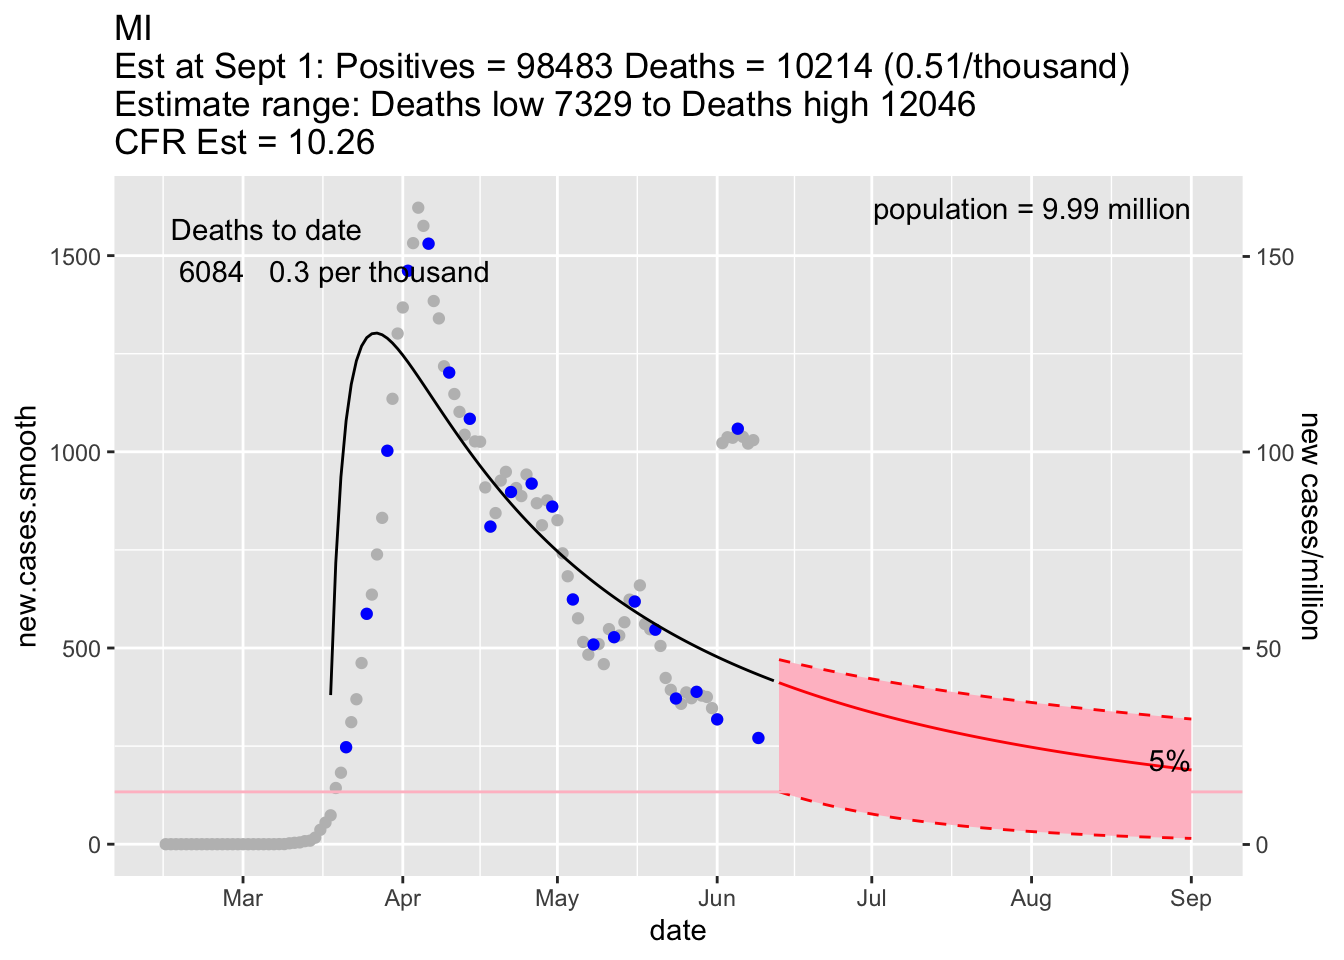 MI
Est at Sept 1: Positives = 98483 Deaths = 10214 (0.51/thousand)
Estimate range: Deaths low 7329 to Deaths high 12046
CFR Est = 10.26
population = 9.99 million
Deaths to date
6084 0.3 per thousand
1500
1000
500
0
new.cases.smooth
150
100
50
0
new cases/million
5%
Mar Apr May Jun Jul Aug Sep
date